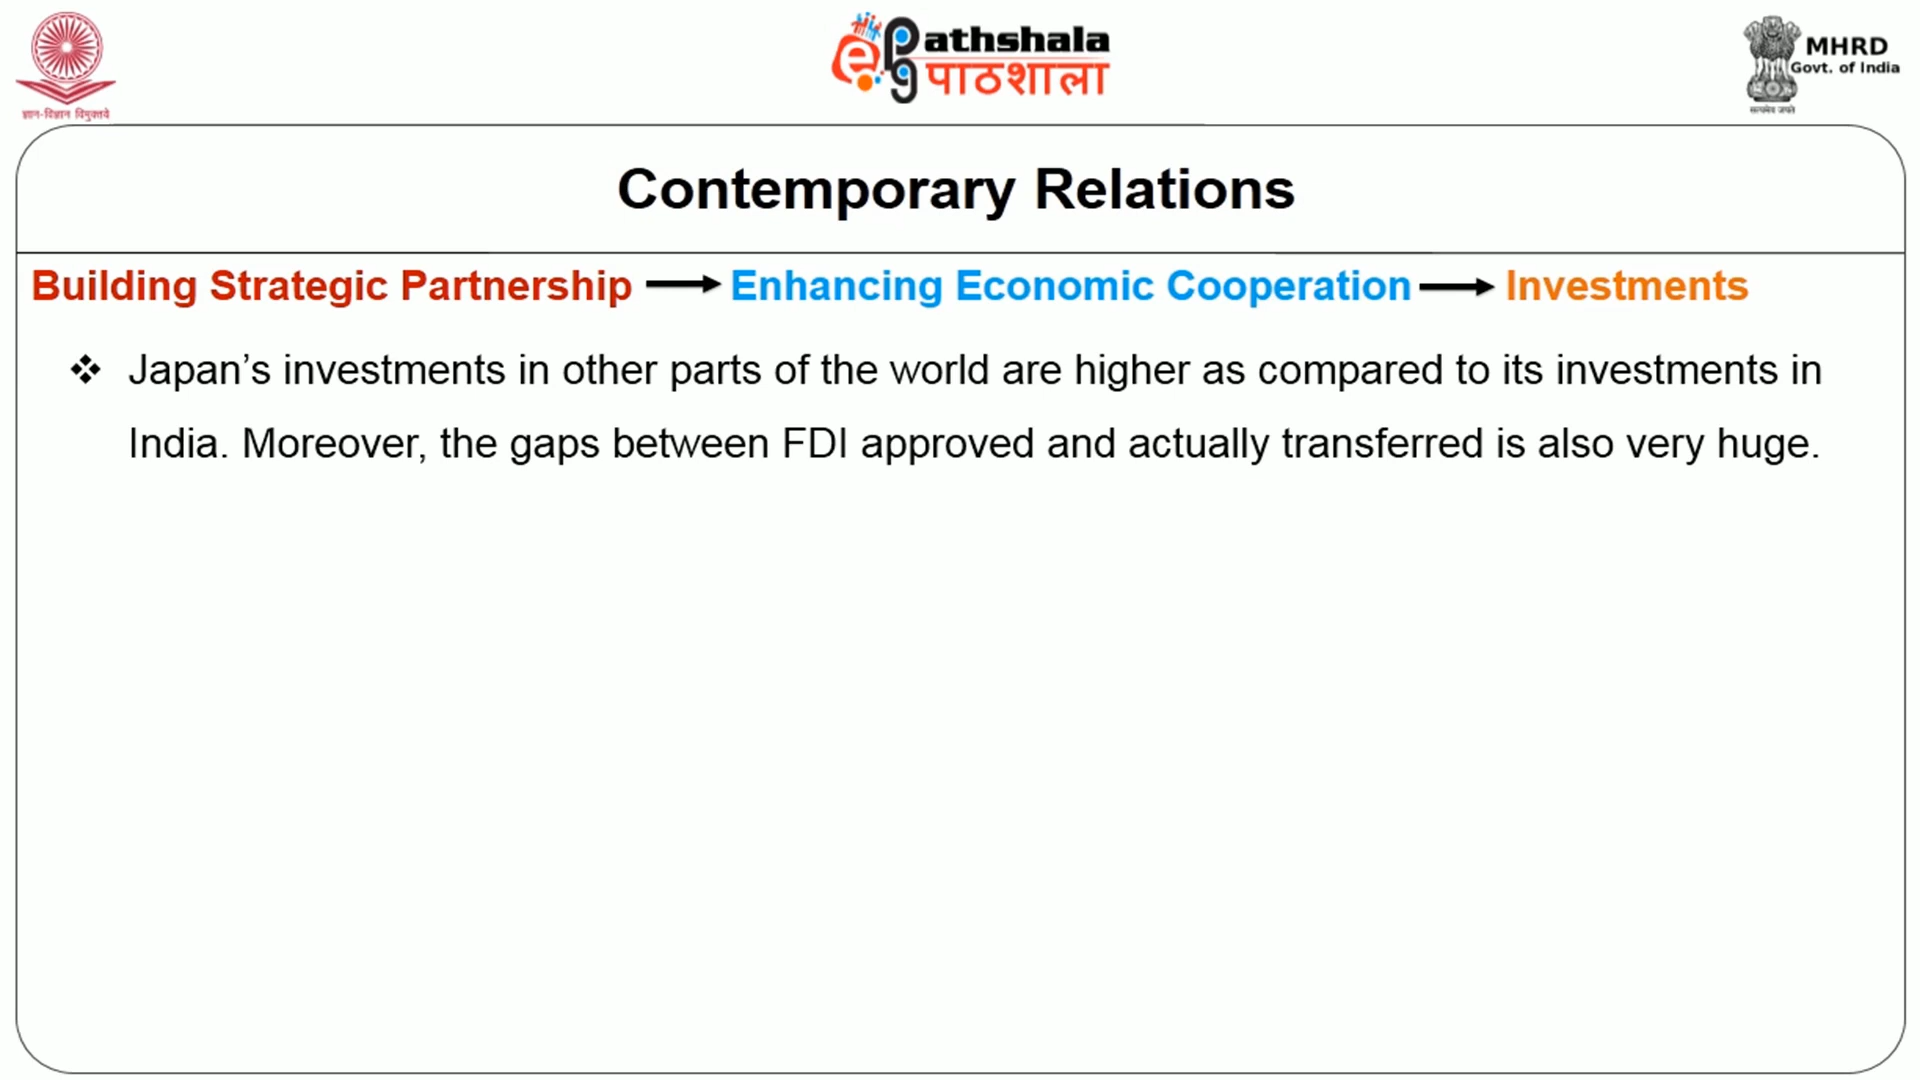 ज्ञान-विज्ञान विमुक्तये
e pg Pathshala
पाठशाला
MHRD
Govt. of India
सत्यमेव जयते
Contemporary Relations
Building Strategic Partnership → Enhancing Economic Cooperation → Investments
❖ Japan’s investments in other parts of the world are higher as compared to its investments in
India. Moreover, the gaps between FDI approved and actually transferred is also very huge.